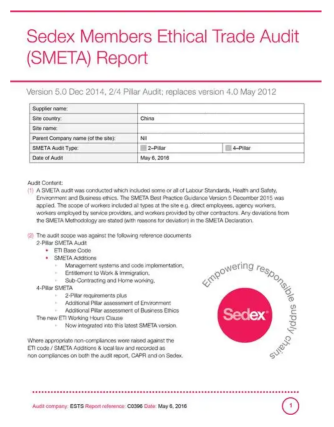 Sedex Members Ethical Trade Audit
(SMETA) Report
Version 5.0 Dec 2014, 2/4 Pillar Audit; replaces version 4.0 May 2012
Supplier name:
Site country: China
Site name:
Parent Company name (of the site): Nil
SMETA Audit Type: 2–Pillar 4–Pillar
Date of Audit May 6, 2016
Audit Content:
(1) A SMETA audit was conducted which included some or all of Labour Standards, Health and Safety,
Environment and Business ethics. The SMETA Best Practice Guidance Version 5 December 2015 was
applied. The scope of workers included all types at the site e.g. direct employees, agency workers,
workers employed by service providers, and workers provided by other contractors. Any deviations from
the SMETA Methodology are stated (with reasons for deviation) in the SMETA Declaration.
(2) The audit scope was against the following reference documents
2-Pillar SMETA Audit
• ETI Base Code
• SMETA Additions
- Management systems and code implementation,
- Entitlement to Work & Immigration,
- Sub-Contracting and Home working,
4-Pillar SMETA
- 2-Pillar requirements plus
- Additional Pillar assessment of Environment
- Additional Pillar assessment of Business Ethics
The new ETI Working Hours Clause
- Now integrated into this latest SMETA version.
Where appropriate non-compliances were raised against the
ETI code / SMETA Additions & local law and recorded as
non compliances on both the audit report, CAPR and on Sedex.
Empowering responsible supply chains
Sedex
Audit company: ESTS Report reference: C0398 Date: May 6, 2016
1